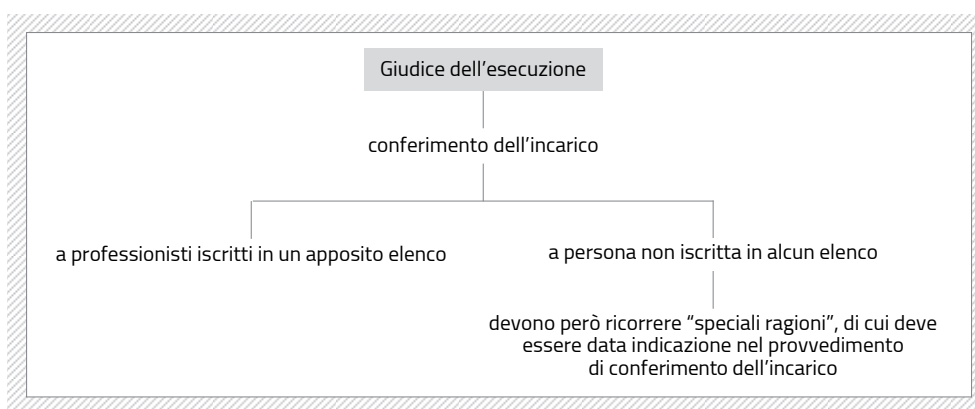 Giudice dell’esecuzione
conferimento dell’incarico
a professionisti iscritti in un apposito elenco
a persona non iscritta in alcun elenco
devono però ricorrere “speciali ragioni”, di cui deve
essere data indicazione nel provvedimento
di conferimento dell’incarico